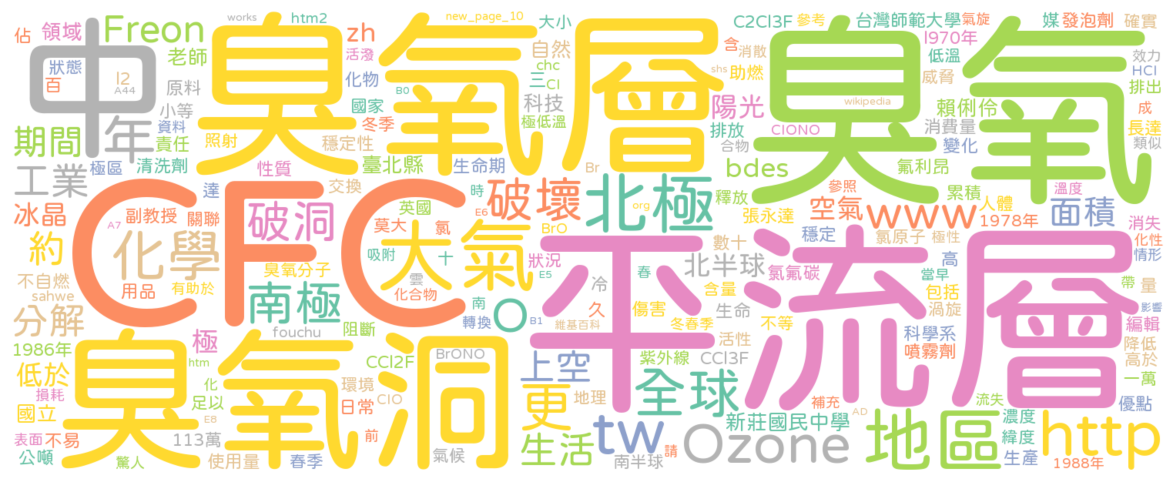 佔 領域 Freon 老師 zh htm2 new_page_10 works 大小 C2Cl3F 參考 台灣師範大學 氣旋 媒 發泡劑 確實
狀態 百 l2 A44 中 臭氧層 活潑 自然 chc 消散 含 l970年 臭氧 效力
原料 化物 B0 三 Cl shs 助燃 低溫 威脅 HCl 排出
期間 年 小等 資料 責任 照射 國家 冬季 科技 極低溫 陽光 wikipedia 賴俐伶 成
工業 極區 清洗劑 性質 穩定性 臺北縣 生命期 排放 合物 ClONO 消費量 變化 長達 類似
冰晶 達 副教授 關聯 A7 交換 時 英國 E6 破壞 Br 北極 org bdes 釋放 氟利昂 累積 溫度 人體
約 CFC 化學 破洞 莫大 氯 大氣 BrO 張永達 參照 空氣 www 1978年 面積 消失
不自然 sahwe 用品 有助於 臭氧分子 吸附 十 狀況 E5 數十 穩定 氯原子 極性 化性 情形
分解 南極 雲 化合物 冷 春 北半球 氯氟碳 高 當早 帶 量
fouchu 阻斷 南 轉換 B1 O 久 維基百科 傷害 含量 生命 平流層 包括 渦旋 影響 編輯
1986年 極 htm CCl2F BrONO 冬春季 活性 不等 科學系 噴霧劑 降低 高於
低於 損耗 臭氧洞 化 環境 ClO 上空 紫外線 CCl3F 一萬
國立 足以 E8 日常 更 地理 全球 補充 流失 優點
表面 不易 113萬 前 生活 tw 新莊國民中學 AD 濃度 緯度 http
公噸 驚人 使用量 春季 氣候 南半球 請 Ozone 地區 生產 1988年